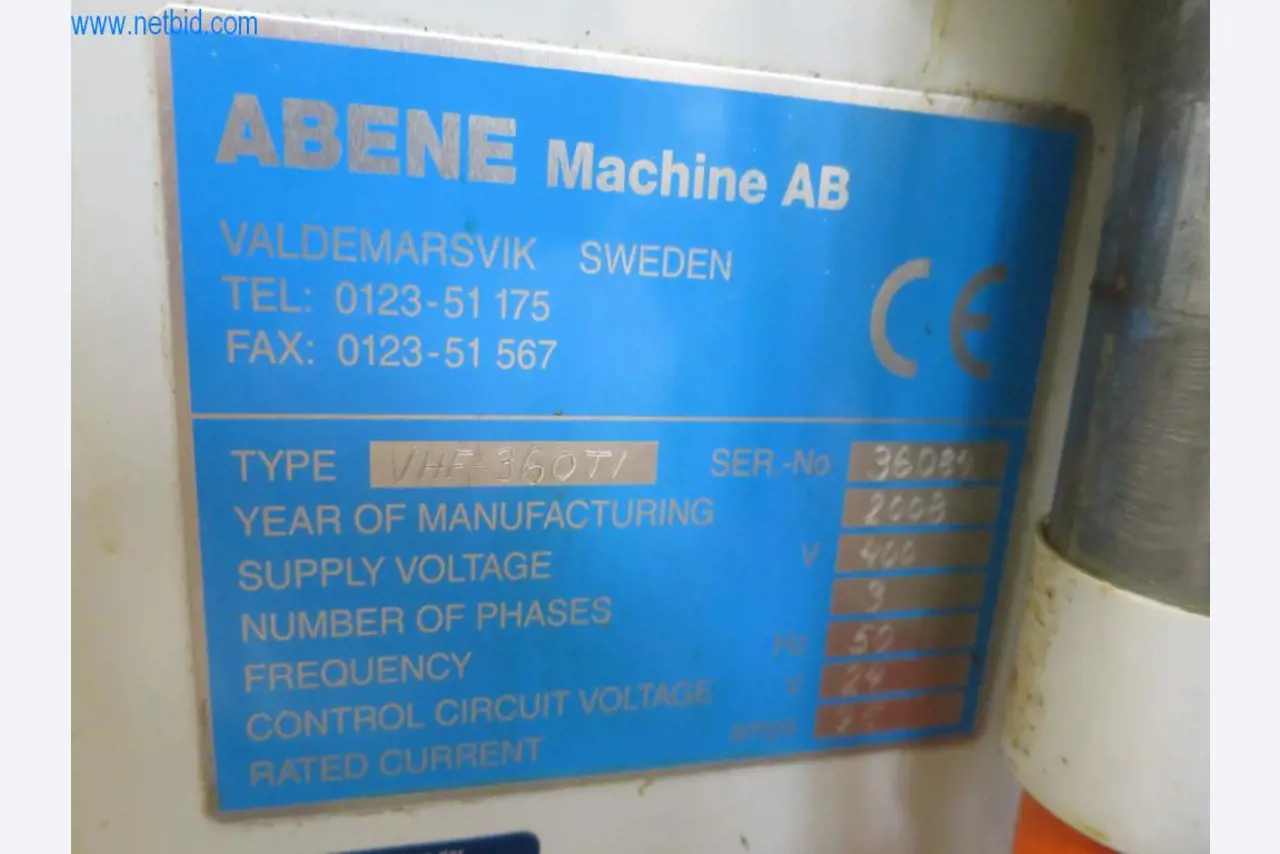 www.netbid.com
ABENE Machine AB
VALDEMARSVIK SWEDEN
TEL: 0123-51 175
FAX: 0123-51 567
CE
TYPE VHF-360TI SER.-No
YEAR OF MANUFACTURING 2008
SUPPLY VOLTAGE V 400
NUMBER OF PHASES 3
FREQUENCY Hz 50
CONTROL CIRCUIT VOLTAGE V 24
RATED CURRENT